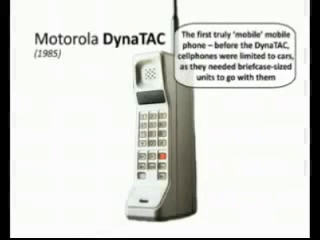 Motorola DynaTAC
(1985)
The first truly 'mobile' mobile
phone – before the DynaTAC,
cellphones were limited to cars,
as they needed briefcase-sized
units to go with them